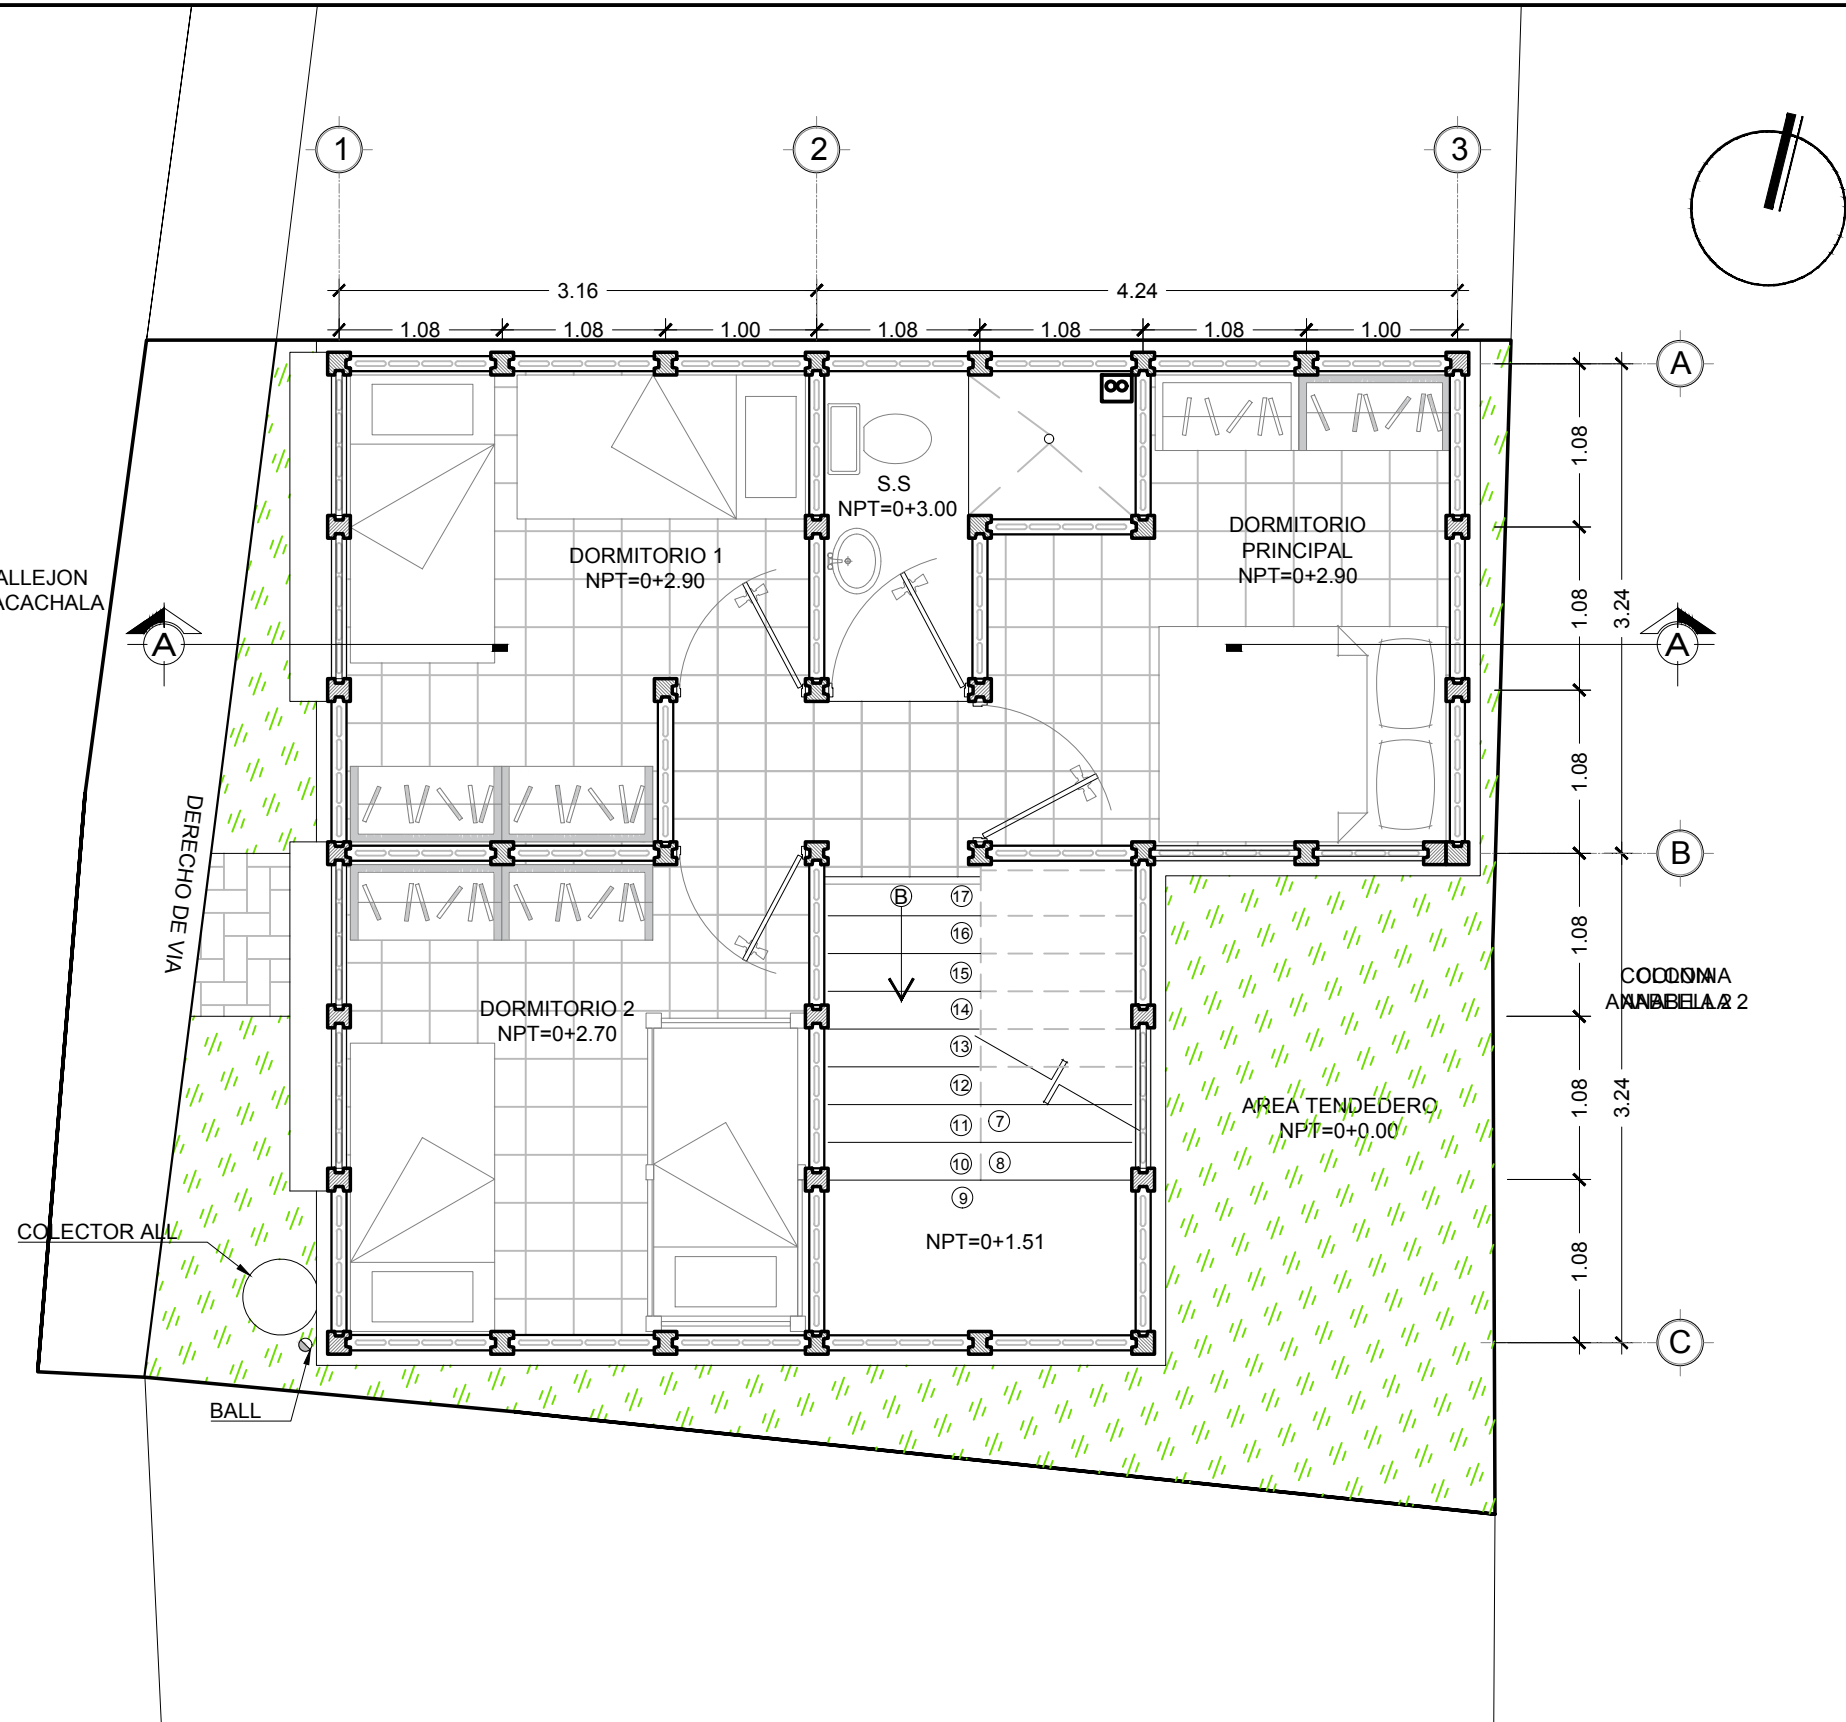 1
2
3
3.16
4.24
1.08
1.08
1.00
1.08
1.08
1.08
1.00
A
1.08
S.S
NPT=0+3.00
DORMITORIO
PRINCIPAL
NPT=0+2.90
DORMITORIO 1
NPT=0+2.90
ALLEJON
ACACHALA
1.08
3.24
A
A
1.08
DERECHO DE VIA
B
B
17
16
15
14
13
12
11
10
9
7
8
1.08
DORMITORIO 2
NPT=0+2.70
1.08
3.24
AREA TENDEDERO
NPT=0+0.00
COLECTOR ALL
NPT=0+1.51
1.08
C
BALL